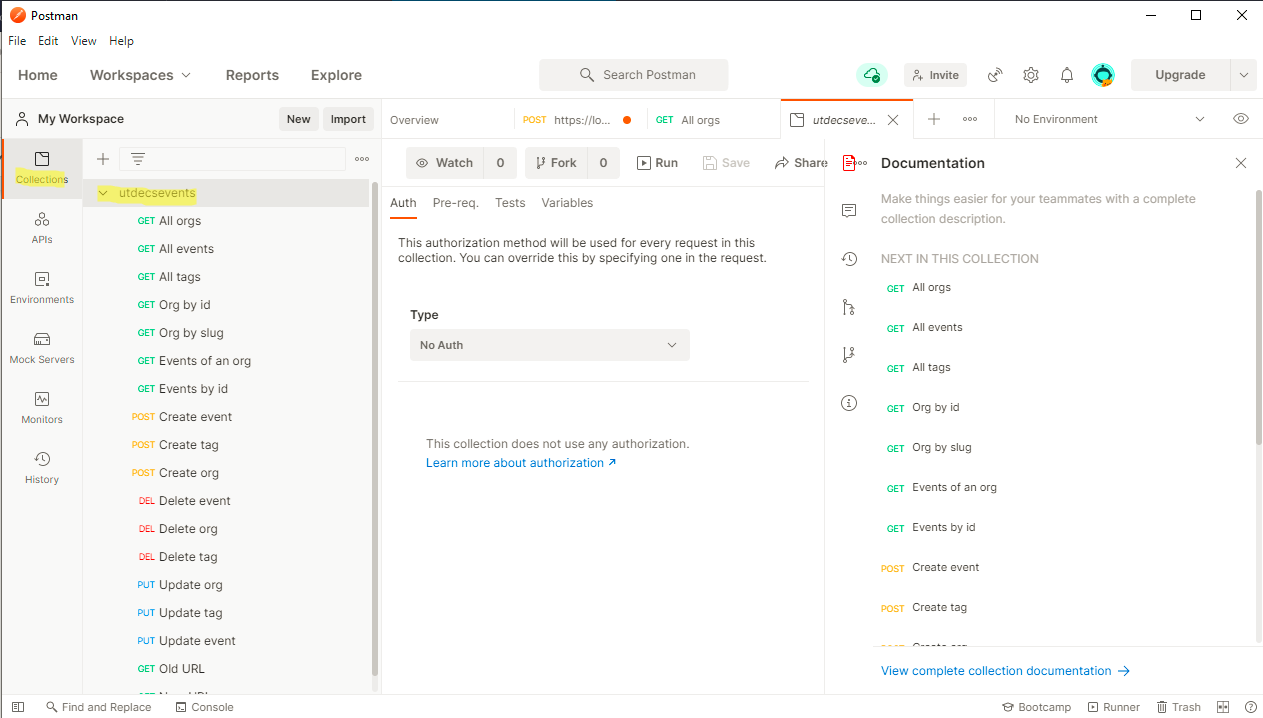 Postman
File Edit View Help
Home Workspaces Reports Explore Search Postman Invite Upgrade
My Workspace New Import
Overview POST https://lo... GET All orgs utdecseve... No Environment
Collections
APIs
Environments
Mock Servers
Monitors
History
utdecsevents
GET All orgs
GET All events
GET All tags
GET Org by id
GET Org by slug
GET Events of an org
GET Events by id
POST Create event
POST Create tag
POST Create org
DEL Delete event
DEL Delete org
DEL Delete tag
PUT Update org
PUT Update tag
PUT Update event
GET Old URL
Watch 0 Fork 0 Run Save Share
Auth Pre-req. Tests Variables
This authorization method will be used for every request in this
collection. You can override this by specifying one in the request.
Type
No Auth
This collection does not use any authorization.
Learn more about authorization ↗
Documentation
Make things easier for your teammates with a complete
collection description.
NEXT IN THIS COLLECTION
GET All orgs
GET All events
GET All tags
GET Org by id
GET Org by slug
GET Events of an org
GET Events by id
POST Create event
POST Create tag
View complete collection documentation →
Find and Replace Console Bootcamp Runner Trash